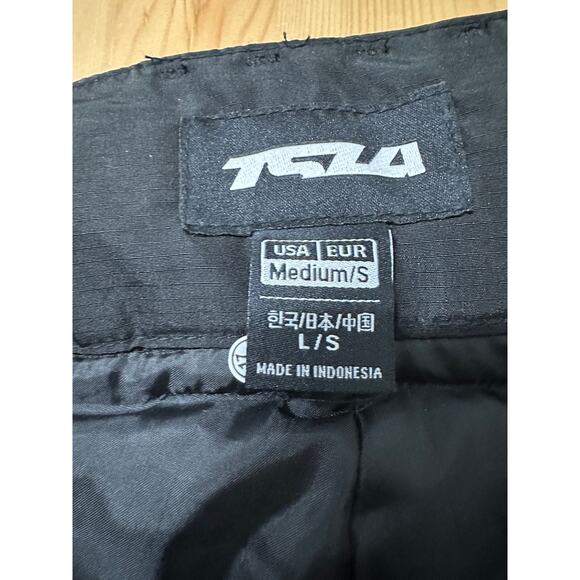 TSLA
USA EUR
Medium/S
한국/日本/中国
L/S
MADE IN INDONESIA